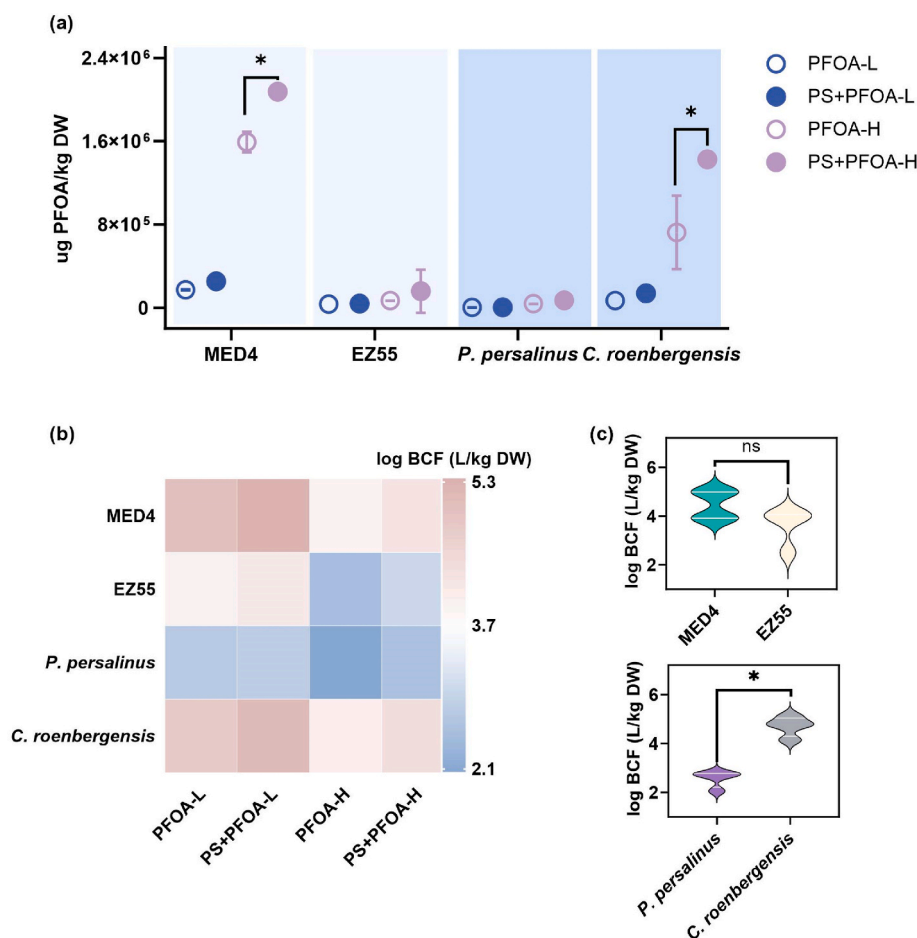 (a)
2.4×10⁶
1.6×10⁶
8×10⁵
0
ug PFOA/kg DW
*
*
MED4
EZ55
P. persalinus
C. roenbergensis
PFOA-L
PS+PFOA-L
PFOA-H
PS+PFOA-H
(b)
log BCF (L/kg DW)
5.3
3.7
2.1
MED4
EZ55
P. persalinus
C. roenbergensis
PFOA-L
PS+PFOA-L
PFOA-H
PS+PFOA-H
(c)
log BCF (L/kg DW)
6
4
2
ns
MED4
EZ55
log BCF (L/kg DW)
6
4
2
*
P. persalinus
C. roenbergensis